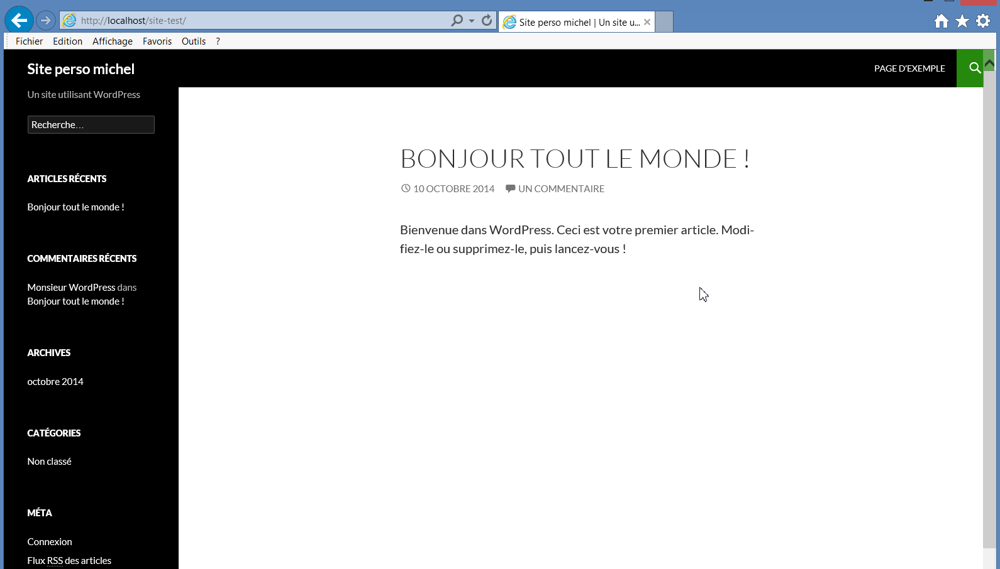 http://localhost/site-test/
Site perso michel | Un site u...
Fichier Edition Affichage Favoris Outils ?
Site perso michel
PAGE D'EXEMPLE
Un site utilisant WordPress
Recherche…
ARTICLES RÉCENTS
Bonjour tout le monde !
COMMENTAIRES RÉCENTS
Monsieur WordPress dans
Bonjour tout le monde !
ARCHIVES
octobre 2014
CATÉGORIES
Non classé
MÉTA
Connexion
Flux RSS des articles
BONJOUR TOUT LE MONDE !
10 OCTOBRE 2014 UN COMMENTAIRE
Bienvenue dans WordPress. Ceci est votre premier article. Modi-
fiez-le ou supprimez-le, puis lancez-vous !